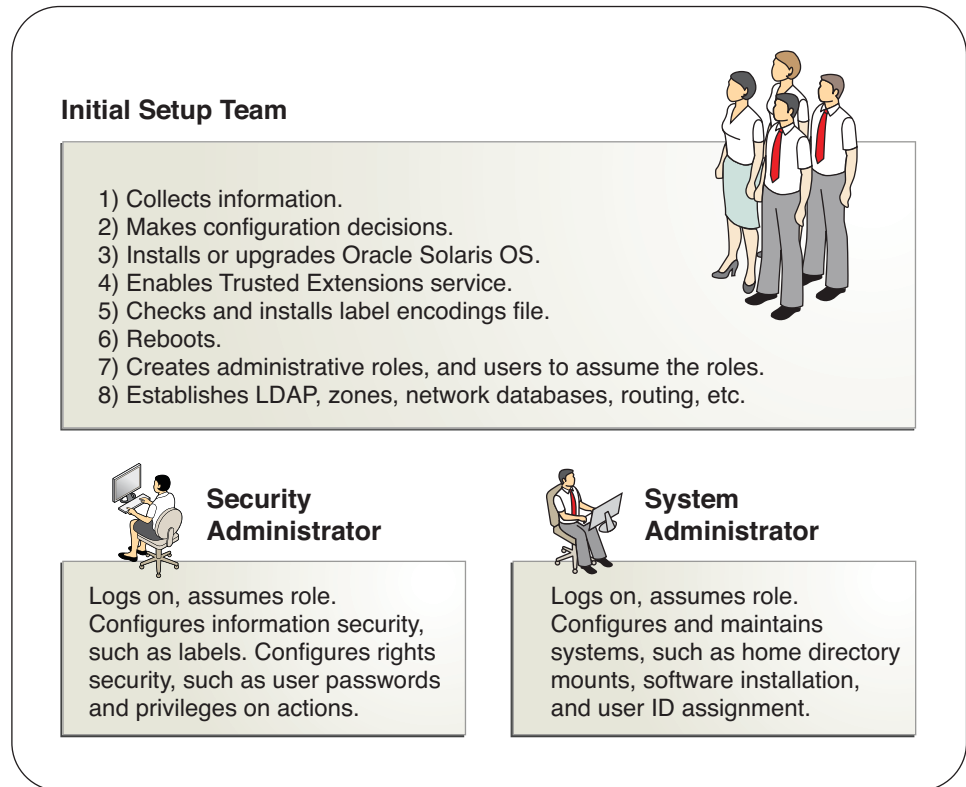 Initial Setup Team
1) Collects information.
2) Makes configuration decisions.
3) Installs or upgrades Oracle Solaris OS.
4) Enables Trusted Extensions service.
5) Checks and installs label encodings file.
6) Reboots.
7) Creates administrative roles, and users to assume the roles.
8) Establishes LDAP, zones, network databases, routing, etc.
Security
Administrator
Logs on, assumes role.
Configures information security,
such as labels. Configures rights
security, such as user passwords
and privileges on actions.
System
Administrator
Logs on, assumes role.
Configures and maintains
systems, such as home directory
mounts, software installation,
and user ID assignment.